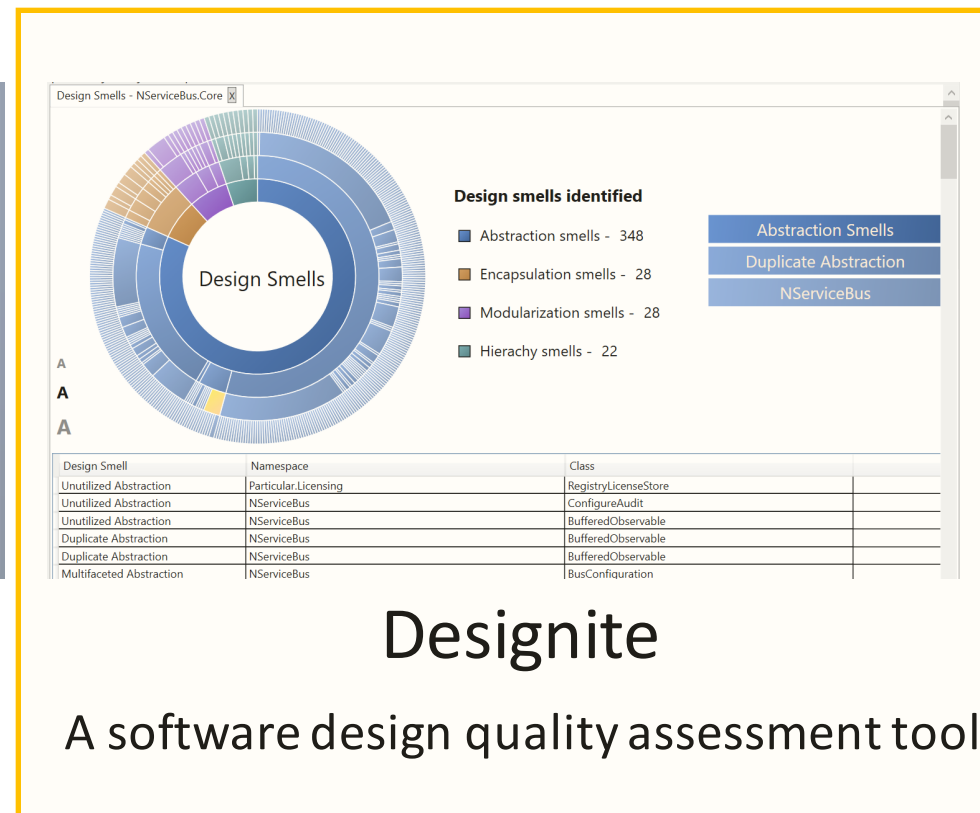 Design Smells - NServiceBus.Core X
Design Smells
Design smells identified
Abstraction smells - 348
Encapsulation smells - 28
Modularization smells - 28
Hierachy smells - 22
Abstraction Smells
Duplicate Abstraction
NServiceBus
A
A
A
Design Smell Namespace Class
Unutilized Abstraction Particular.Licensing RegistryLicenseStore
Unutilized Abstraction NServiceBus ConfigureAudit
Unutilized Abstraction NServiceBus BufferedObservable
Duplicate Abstraction NServiceBus BufferedObservable
Duplicate Abstraction NServiceBus BufferedObservable
Multifaceted Abstraction NServiceBus BusConfiguration
Designite
A software design quality assessment tool